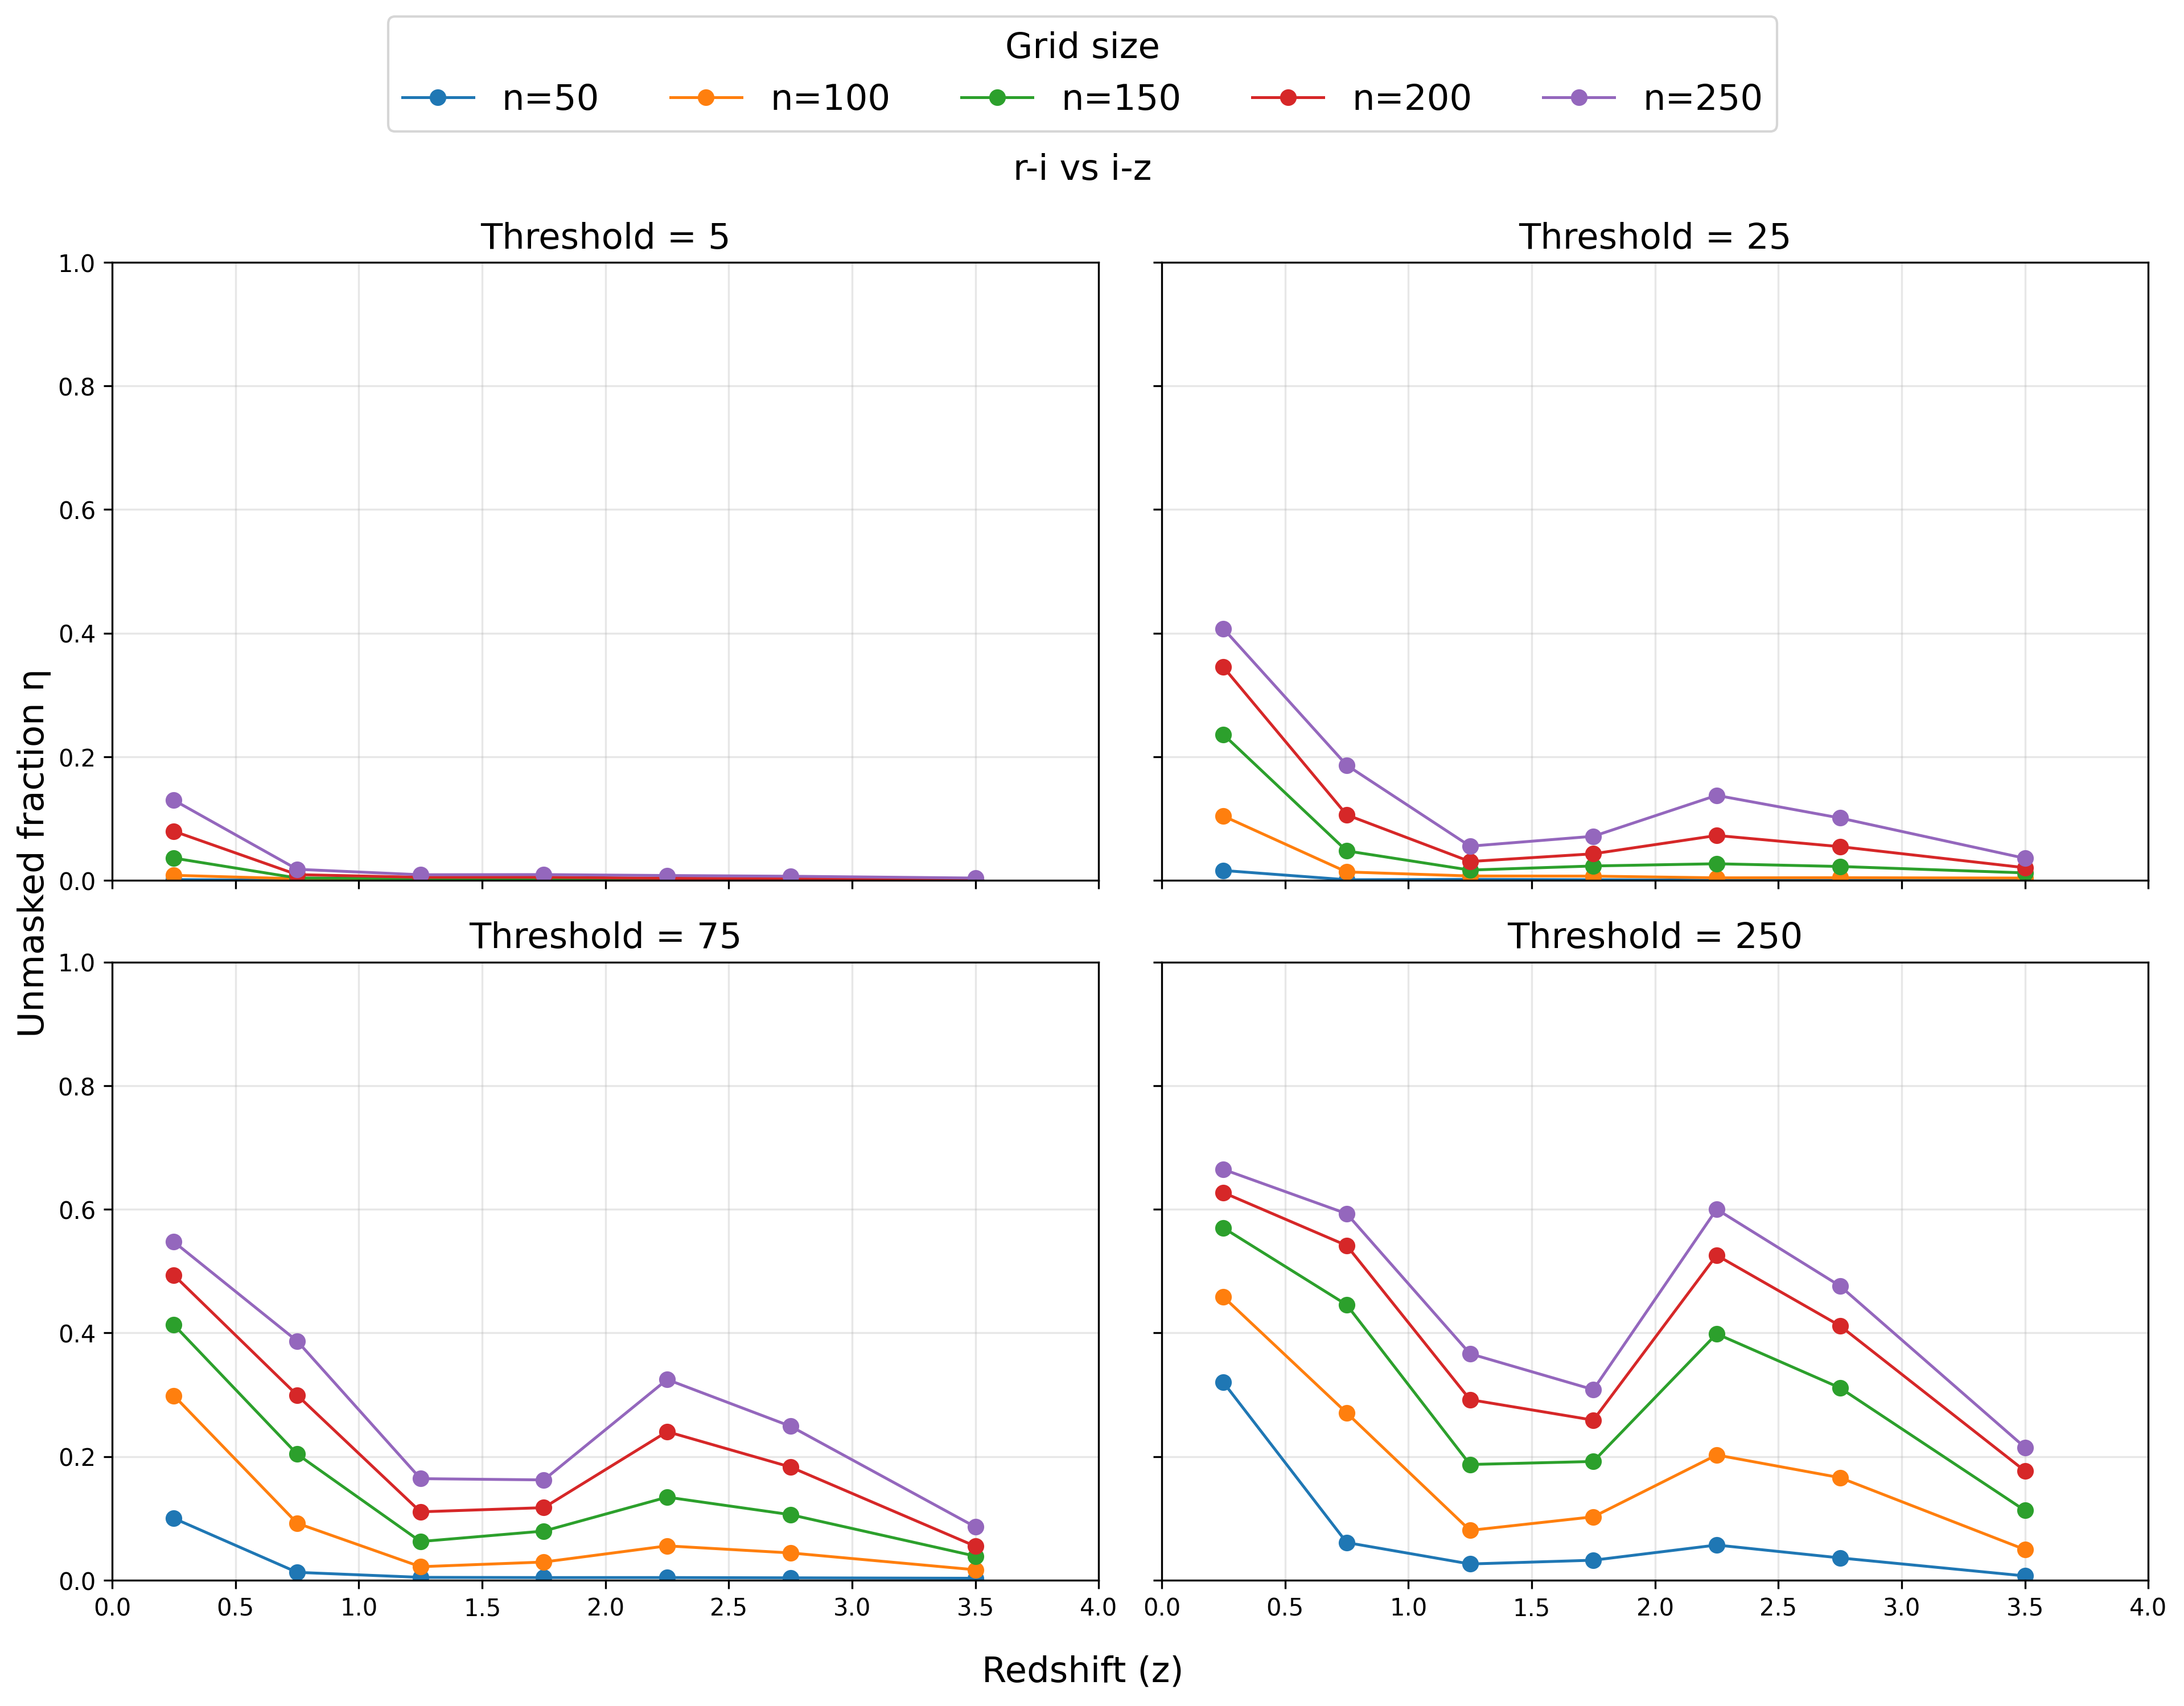 Grid size
n=50 n=100 n=150 n=200 n=250
r-i vs i-z
Threshold = 5
1.0
0.8
0.6
0.4
0.2
0.0
Threshold = 25
Unmasked fraction η
Threshold = 75
1.0
0.8
0.6
0.4
0.2
0.0
0.0 0.5 1.0 1.5 2.0 2.5 3.0 3.5 4.0
Threshold = 250
0.0 0.5 1.0 1.5 2.0 2.5 3.0 3.5 4.0
Redshift (z)